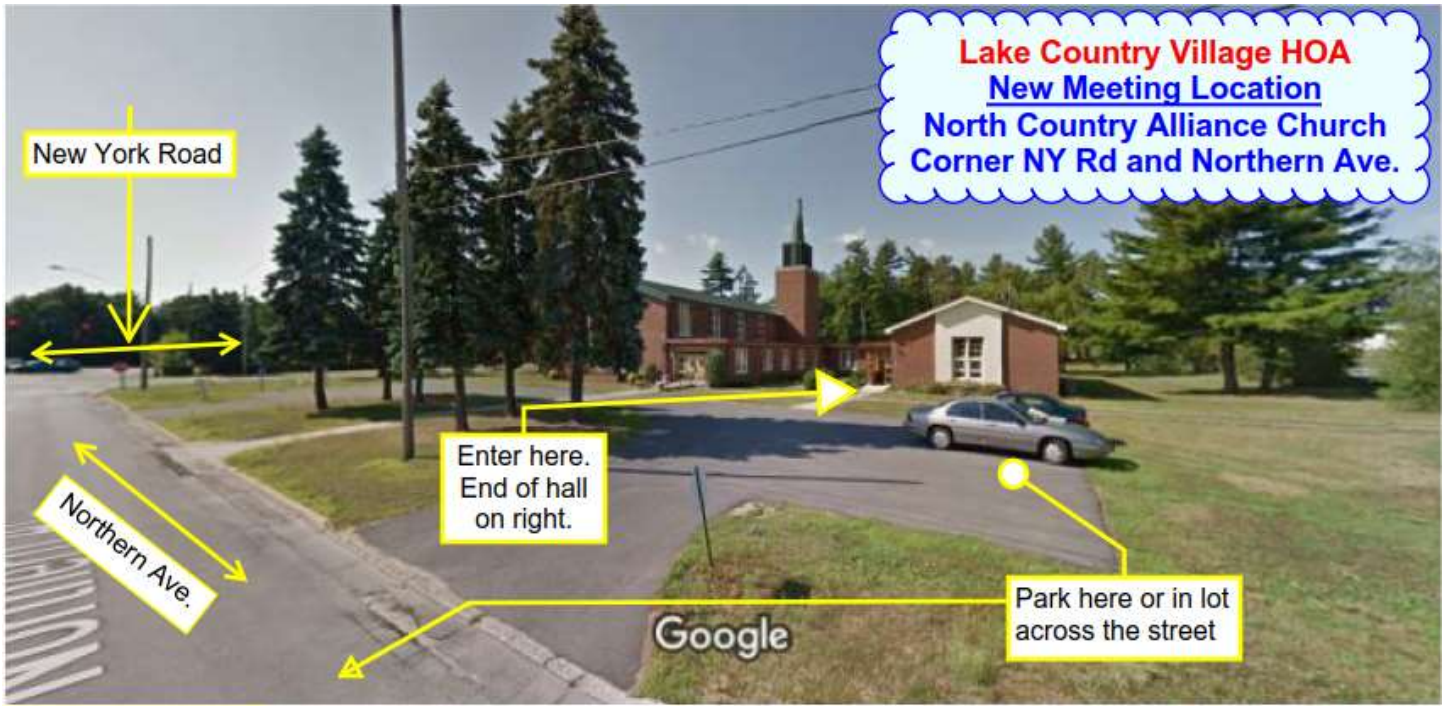 Lake Country Village HOA
New Meeting Location
North Country Alliance Church
Corner NY Rd and Northern Ave.
New York Road
Enter here.
End of hall
on right.
Northern Ave.
Park here or in lot
across the street
Google